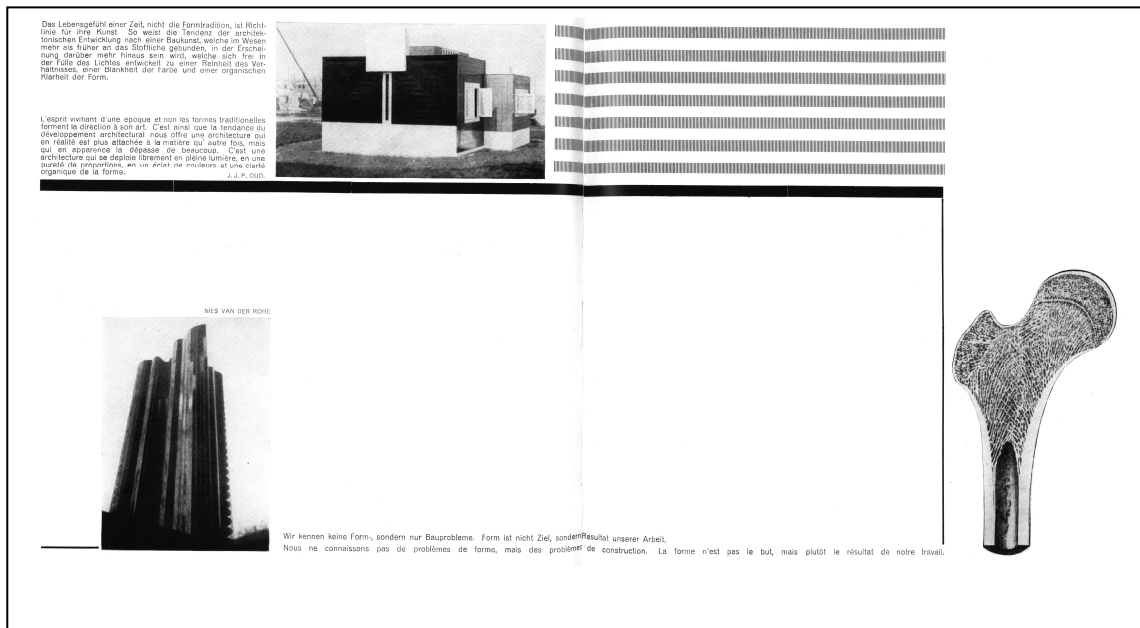 Das Lebensgefühl einer Zeit, nicht die Formtradition, ist Richt-
linie für ihre Kunst So weist die Tendenz der architek-
tonischen Entwicklung nach einer Baukunst, welche im Wesen
mehr als früher an das Stoffliche gebunden, in der Erschei-
nung darüber mehr hinaus sein wird, welche sich frei in
der Fülle des Lichtes entwickelt zu einer Reinheit des Ver-
hältnisses, einer Blankheit der Farbe und einer organischen
Klarheit der Form.
L'esprit vivifiant d'une époque et non les formes traditionelles
forment la direction à son art. C'est ainsi que la tendance du
développement architectural nous offre une architecture qui
en réalité est plus attachée à la matière qu' autre fois, mais
qui en apparence la dépasse de beaucoup. C'est une
architecture qui se deploie librement en pleine lumière, en une
pureté de proportions, en un éclat de couleurs et une clarté
organique de la forme.
J. J. P. OUD.
NIES VAN DER ROHE
Wir kennen keine Form-, sondern nur Bauprobleme. Form ist nicht Ziel, sondern Resultat unserer Arbeit.
Nous ne connaissons pas de problèmes de forme, mais des problèmes de construction. La forme n'est pas le but, mais plutôt le résultat de notre travail.